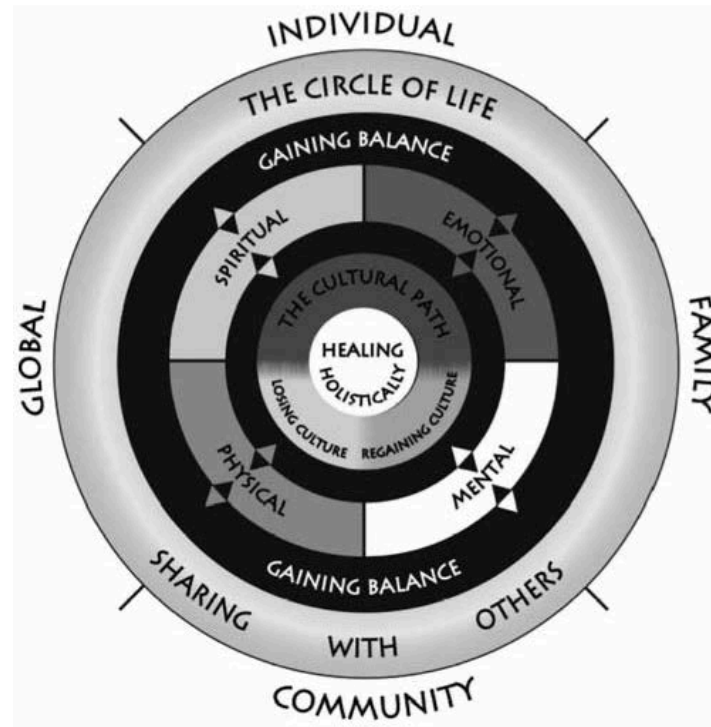 INDIVIDUAL
THE CIRCLE OF LIFE
GAINING BALANCE
SPIRITUAL
EMOTIONAL
THE CULTURAL PATH
GLOBAL
HEALING
HOLISTICALLY
FAMILY
LOSING CULTURE
REGAINING CULTURE
PHYSICAL
MENTAL
GAINING BALANCE
SHARING WITH OTHERS
COMMUNITY